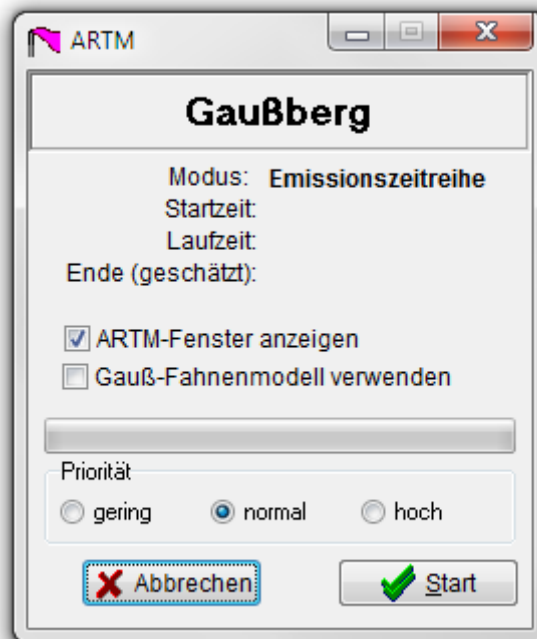 ARTM
Gaußberg
Modus: Emissionszeitreihe
Startzeit:
Laufzeit:
Ende (geschätzt):
ARTM-Fenster anzeigen
Gauß-Fahnenmodell verwenden
Priorität
gering normal hoch
Abbrechen Start